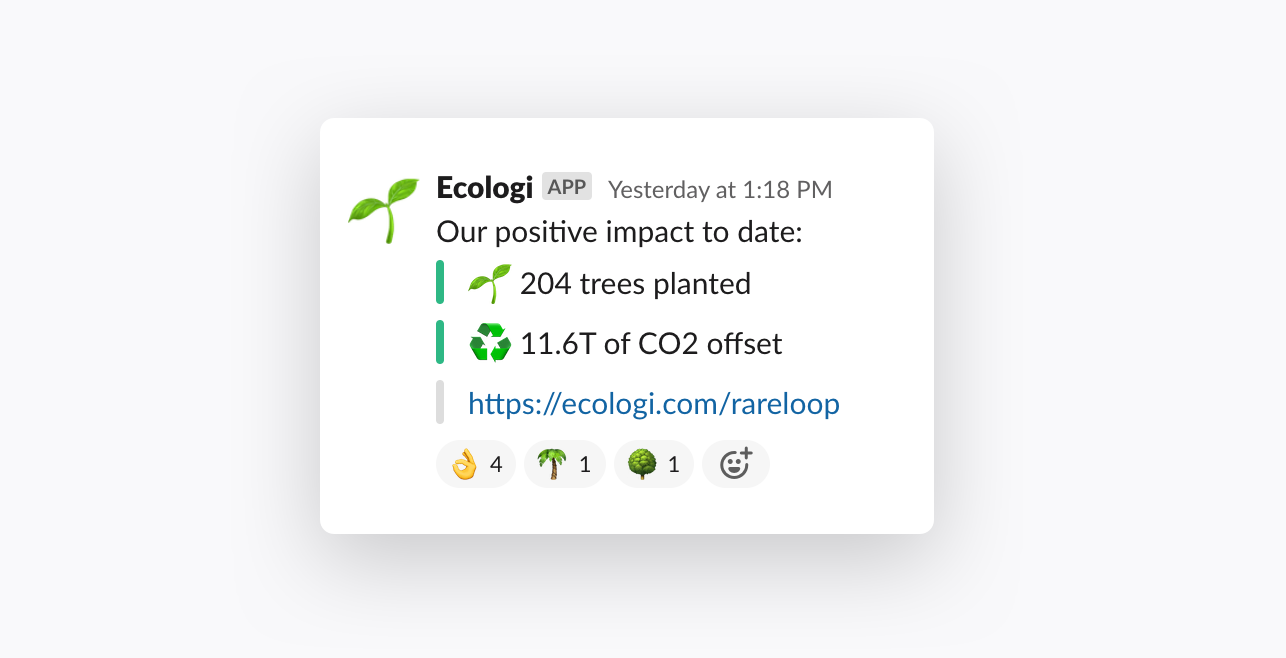 Ecologi APP Yesterday at 1:18 PM
Our positive impact to date:
204 trees planted
11.6T of CO2 offset
https://ecologi.com/rareloop
4 1 1